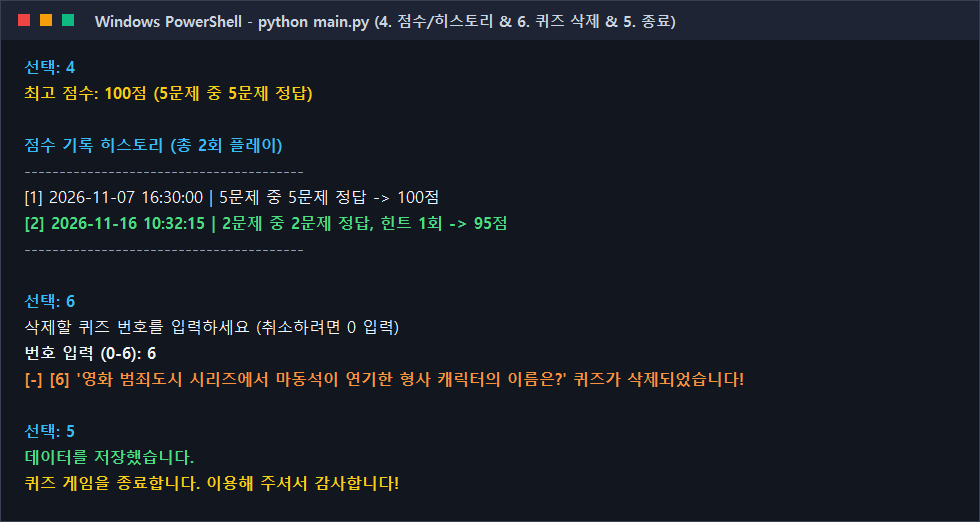 Windows PowerShell - python main.py (4. 점수/히스토리 & 6. 퀴즈 삭제 & 5. 종료)
선택: 4
최고 점수: 100점 (5문제 중 5문제 정답)
점수 기록 히스토리 (총 2회 플레이)
----------------------------------------
[1] 2026-11-07 16:30:00 | 5문제 중 5문제 정답 -> 100점
[2] 2026-11-16 10:32:15 | 2문제 중 2문제 정답, 힌트 1회 -> 95점
----------------------------------------
선택: 6
삭제할 퀴즈 번호를 입력하세요 (취소하려면 0 입력)
번호 입력 (0-6): 6
[-] [6] '영화 범죄도시 시리즈에서 마동석이 연기한 형사 캐릭터의 이름은?' 퀴즈가 삭제되었습니다!
선택: 5
데이터를 저장했습니다.
퀴즈 게임을 종료합니다. 이용해 주셔서 감사합니다!